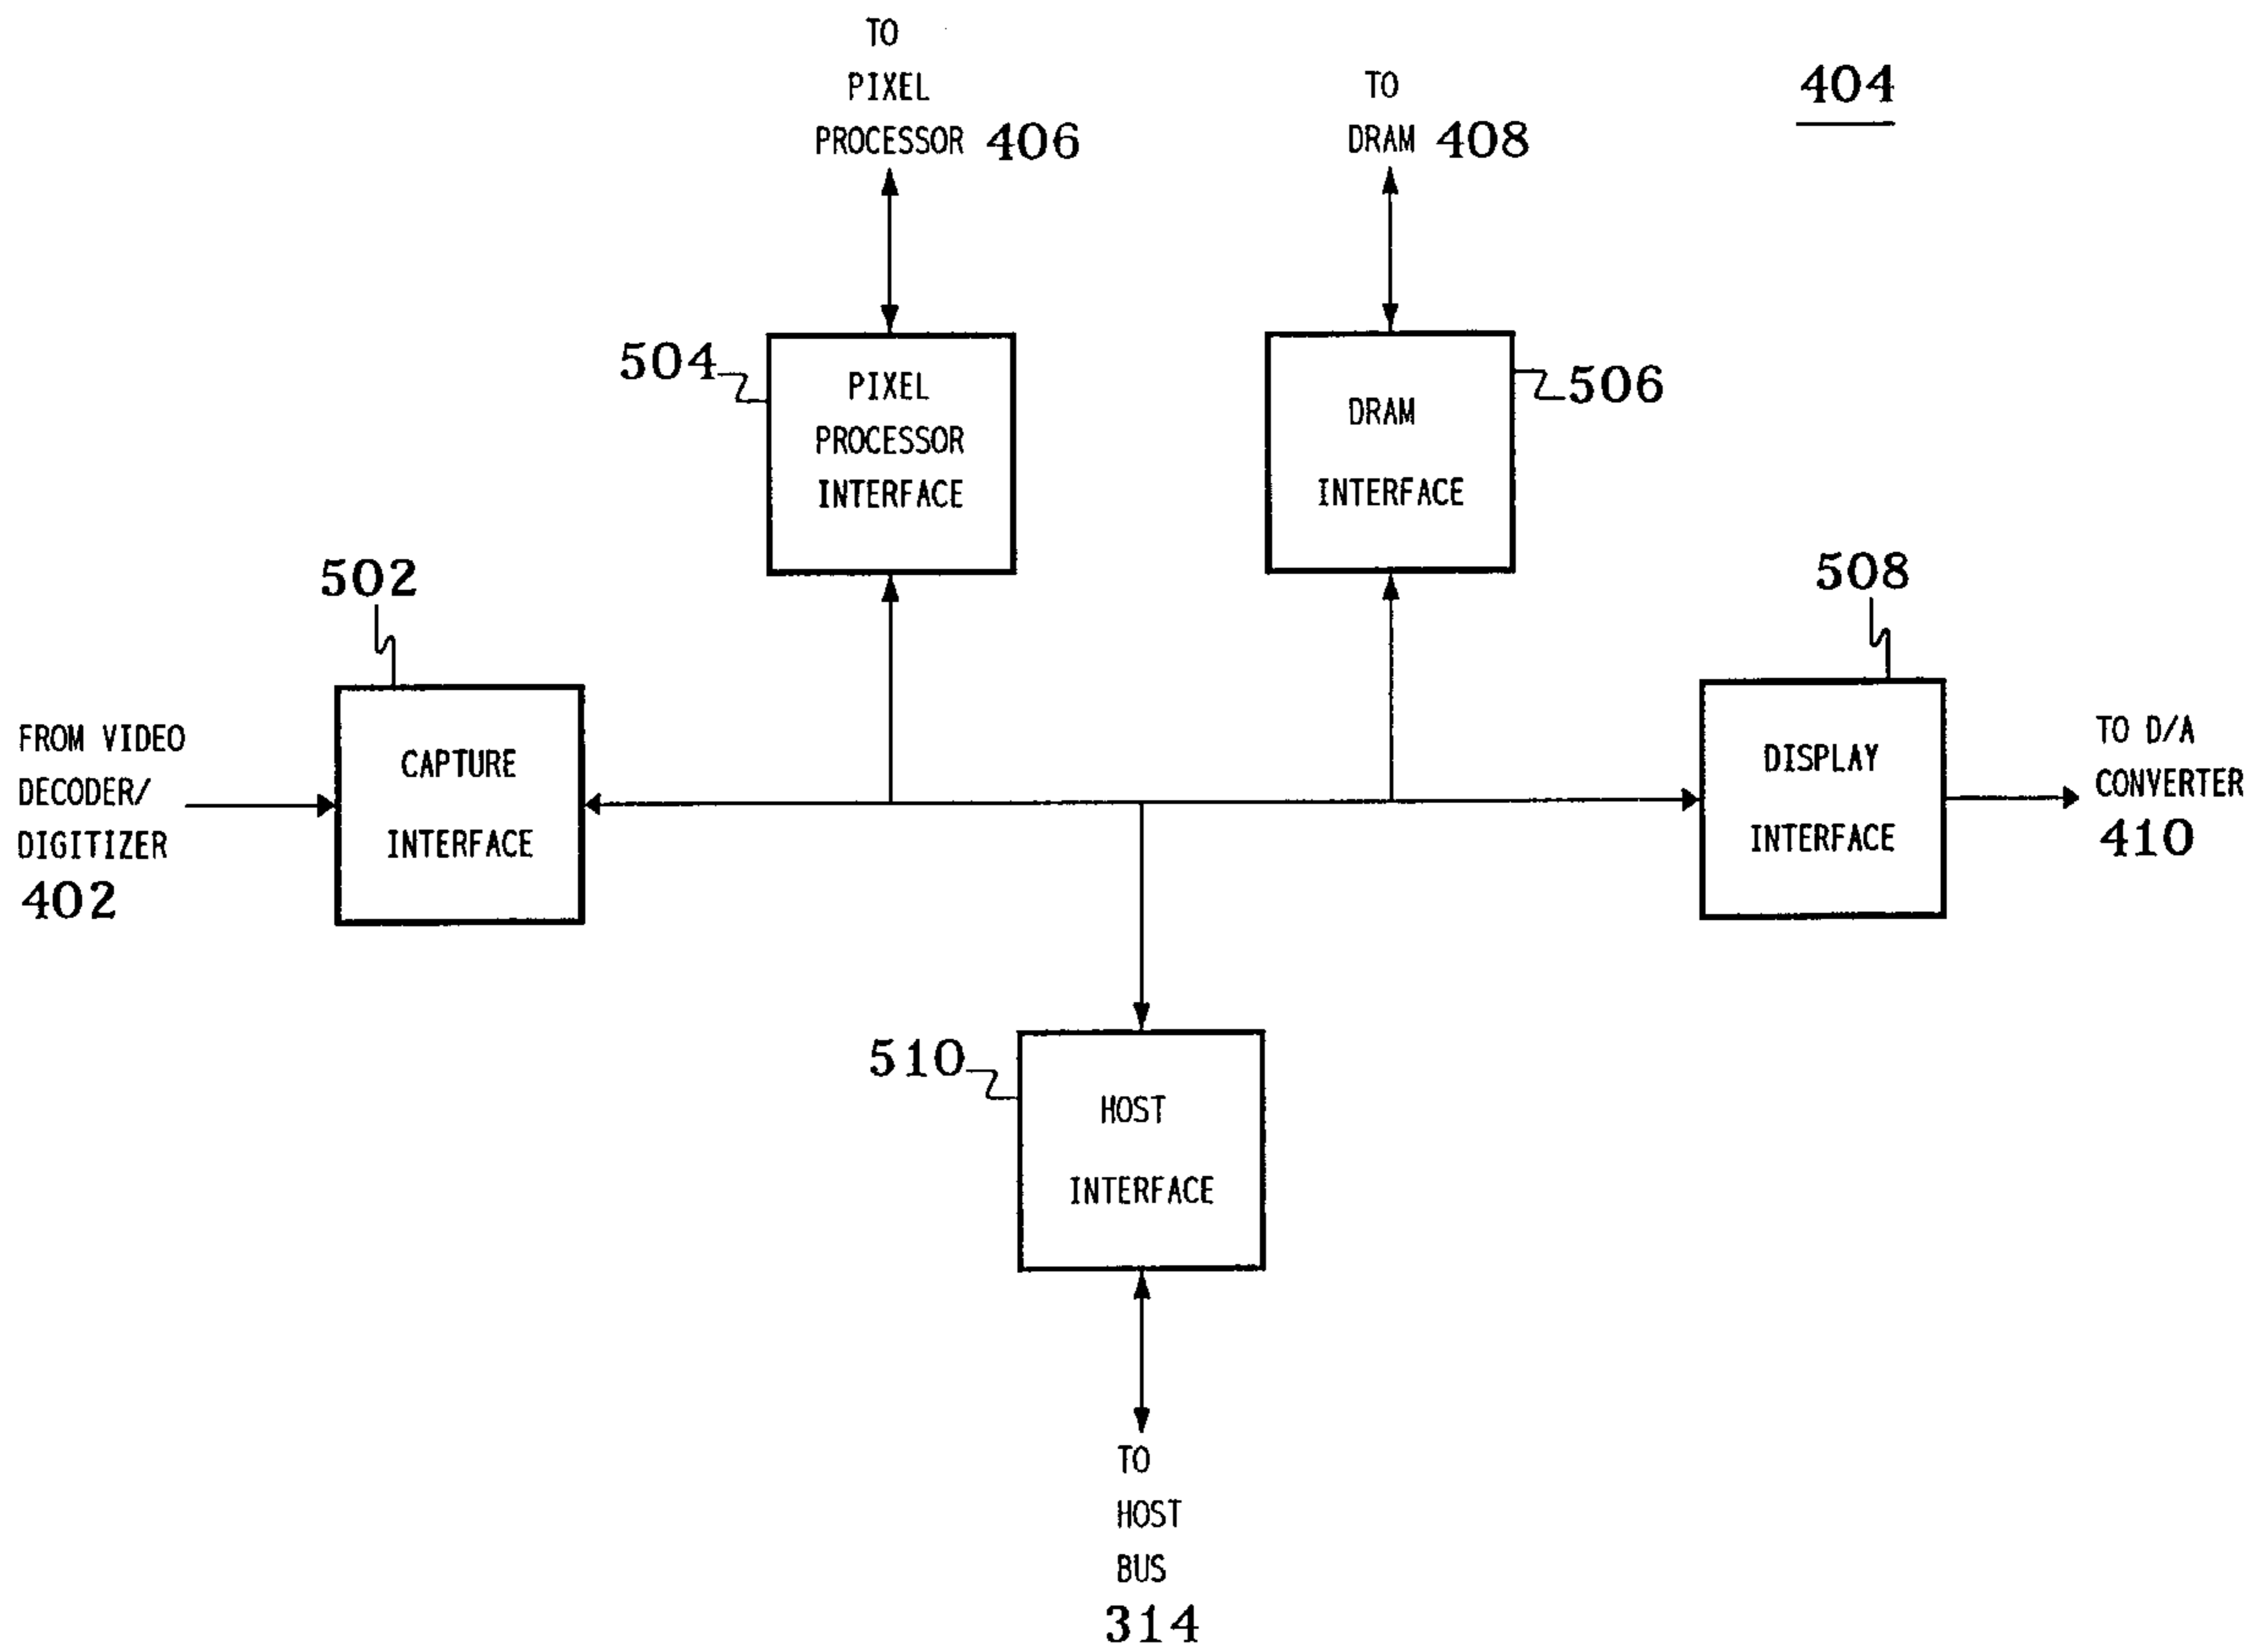 TO
PIXEL
PROCESSOR 406
TO
DRAM 408
404
504
PIXEL
PROCESSOR
INTERFACE
506
DRAM
INTERFACE
502
CAPTURE
INTERFACE
FROM VIDEO
DECODER/
DIGITIZER
402
508
DISPLAY
INTERFACE
TO D/A
CONVERTER
410
510
HOST
INTERFACE
TO
HOST
BUS
314